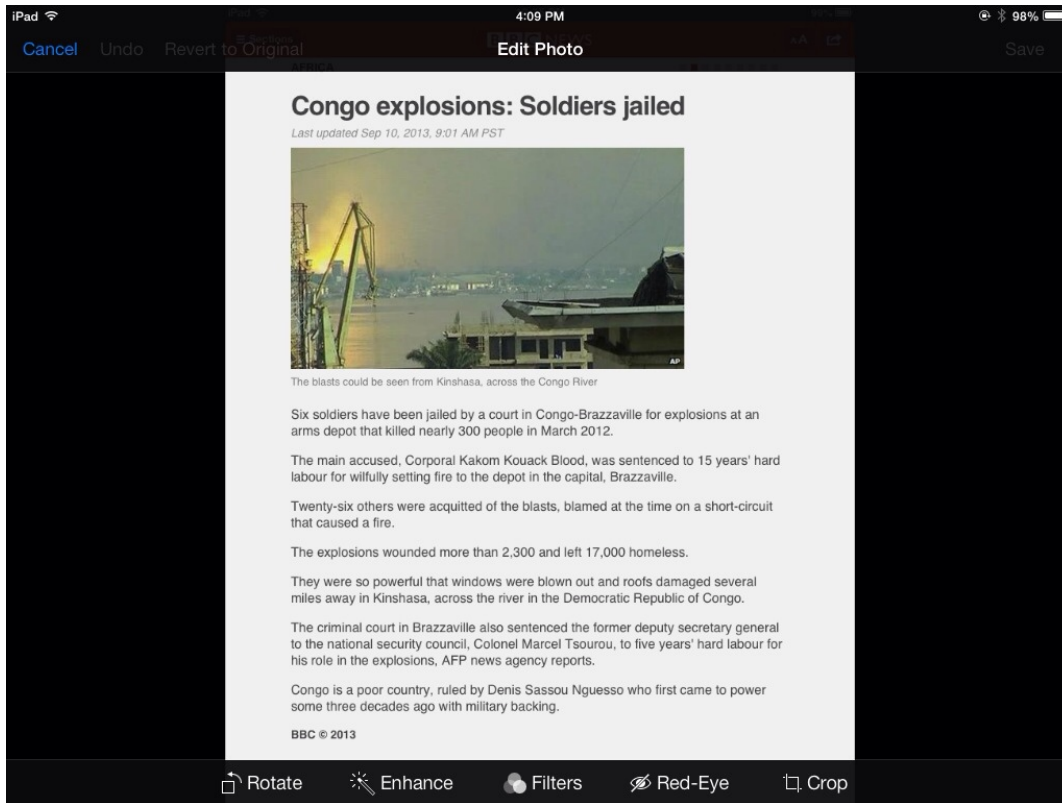 iPad 4:09 PM 98%
Cancel Undo Revert to Original Edit Photo Save
Sections BBC NEWS AA
AFRICA
Congo explosions: Soldiers jailed
Last updated Sep 10, 2013, 9:01 AM PST
AP
The blasts could be seen from Kinshasa, across the Congo River
Six soldiers have been jailed by a court in Congo-Brazzaville for explosions at an
arms depot that killed nearly 300 people in March 2012.
The main accused, Corporal Kakom Kouack Blood, was sentenced to 15 years' hard
labour for wilfully setting fire to the depot in the capital, Brazzaville.
Twenty-six others were acquitted of the blasts, blamed at the time on a short-circuit
that caused a fire.
The explosions wounded more than 2,300 and left 17,000 homeless.
They were so powerful that windows were blown out and roofs damaged several
miles away in Kinshasa, across the river in the Democratic Republic of Congo.
The criminal court in Brazzaville also sentenced the former deputy secretary general
to the national security council, Colonel Marcel Tsourou, to five years' hard labour for
his role in the explosions, AFP news agency reports.
Congo is a poor country, ruled by Denis Sassou Nguesso who first came to power
some three decades ago with military backing.
BBC © 2013
Rotate Enhance Filters Red-Eye Crop